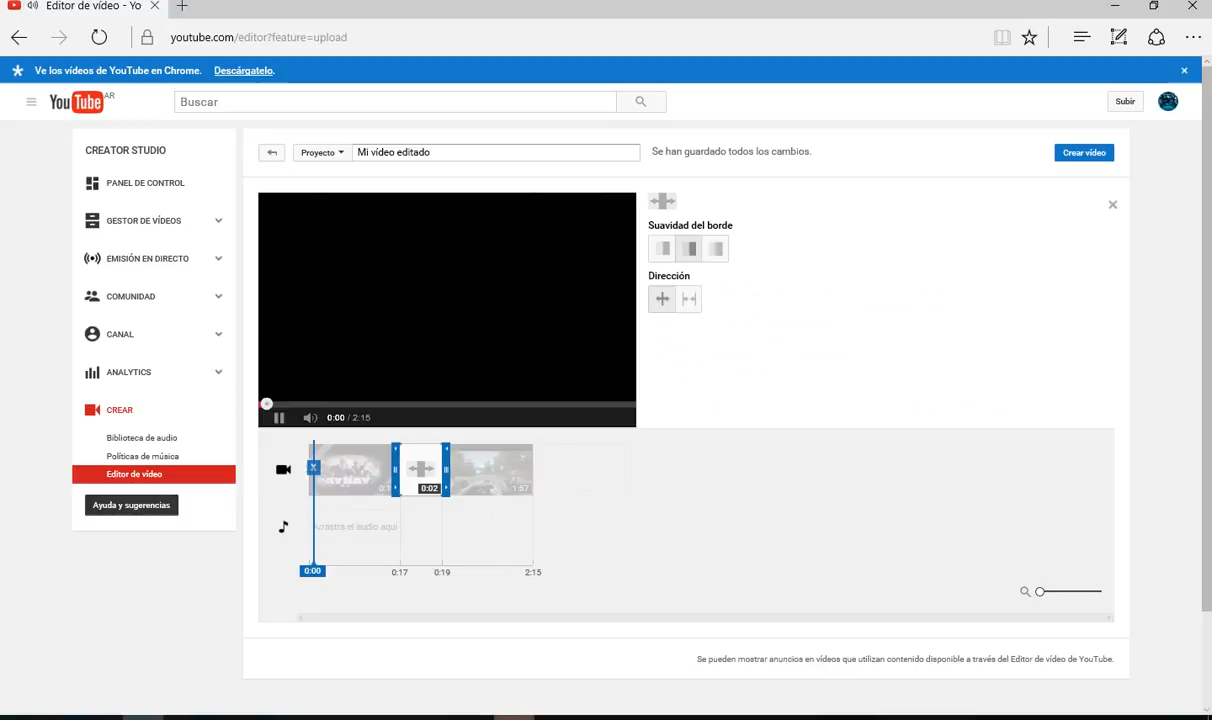 Editor de vídeo - Yo
youtube.com/editor?feature=upload
Ve los vídeos de YouTube en Chrome. Descárgatelo.
YouTube AR
Buscar
Subir
CREATOR STUDIO
PANEL DE CONTROL
GESTOR DE VÍDEOS
EMISIÓN EN DIRECTO
COMUNIDAD
CANAL
ANALYTICS
CREAR
Biblioteca de audio
Políticas de música
Editor de vídeo
Ayuda y sugerencias
Proyecto
Mi vídeo editado
Se han guardado todos los cambios.
Crear vídeo
Suavidad del borde
Dirección
0:00 / 2:15
0:02
1:57
Arrastra el audio aquí
0:00
0:17
0:19
2:15
Se pueden mostrar anuncios en vídeos que utilizan contenido disponible a través del Editor de vídeo de YouTube.